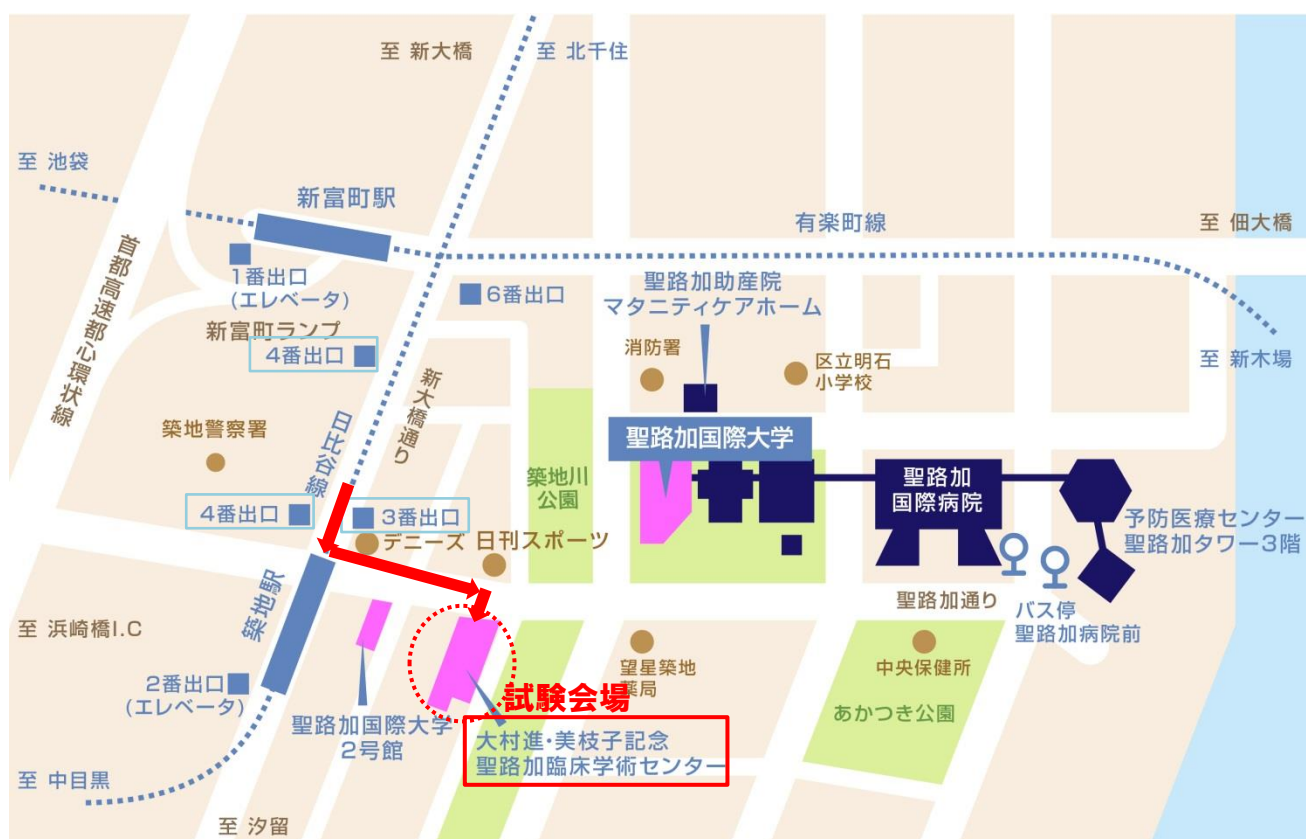 至 新大橋
至 北千住
至 池袋
新富町駅
有楽町線
至 佃大橋
首都高速都心環状線
1番出口
(エレベータ)
6番出口
聖路加助産院
マタニティケアホーム
新富町ランプ
4番出口
新大橋通り
消防署
区立明石
小学校
至 新木場
築地警察署
日比谷線
聖路加国際大学
築地川
公園
聖路加
国際病院
4番出口
3番出口
デニーズ
日刊スポーツ
予防医療センター
聖路加タワー3階
築地駅
聖路加通り
バス停
聖路加病院前
至 浜崎橋I.C
2番出口
(エレベータ)
望星築地
薬局
中央保健所
試験会場
あかつき公園
聖路加国際大学
2号館
大村進・美枝子記念
聖路加臨床学術センター
至 中目黒
至 汐留